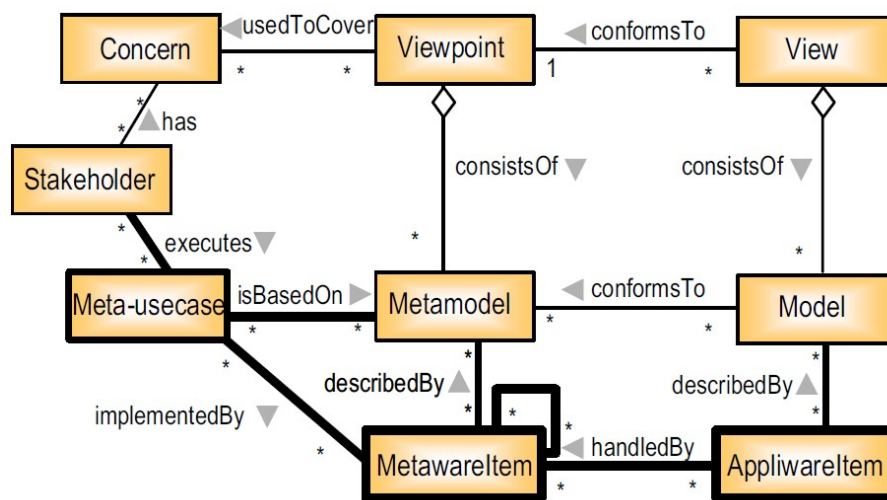 Concern
usedToCover
Viewpoint
conformsTo
View
*
*
1
*
*
*
has
consistsOf
consistsOf
Stakeholder
*
executes
*
*
*
Meta-usecase
isBasedOn
Metamodel
conformsTo
Model
*
*
*
*
*
*
*
describedBy
describedBy
*
*
*
*
implementedBy
*
handledBy
MetawareItem
AppliwareItem
*
*